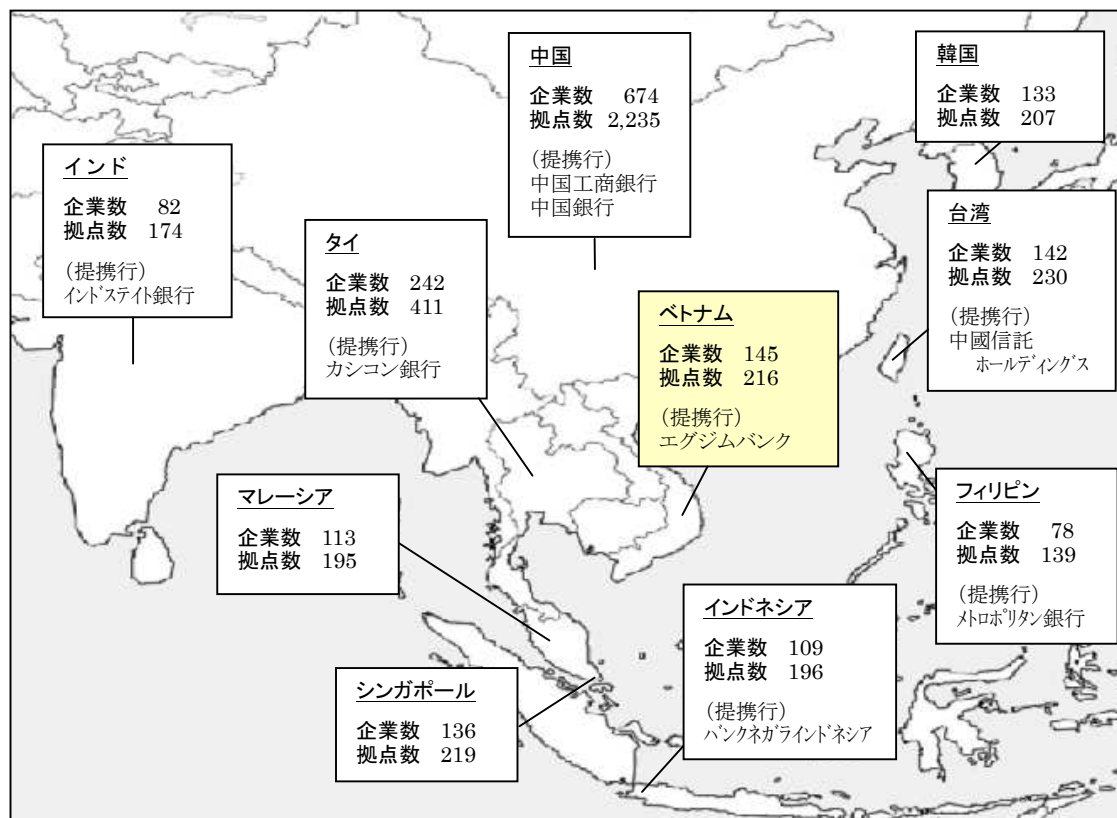 中国
企業数 674
拠点数 2,235
(提携行)
中国工商銀行
中国銀行
韓国
企業数 133
拠点数 207
インド
企業数 82
拠点数 174
(提携行)
インドステイト銀行
タイ
企業数 242
拠点数 411
(提携行)
カシコン銀行
ベトナム
企業数 145
拠点数 216
(提携行)
エグジムバンク
台湾
企業数 142
拠点数 230
(提携行)
中國信託
ホールディングス
マレーシア
企業数 113
拠点数 195
フィリピン
企業数 78
拠点数 139
(提携行)
メトロポリタン銀行
シンガポール
企業数 136
拠点数 219
インドネシア
企業数 109
拠点数 196
(提携行)
バンクネガラインドネシア